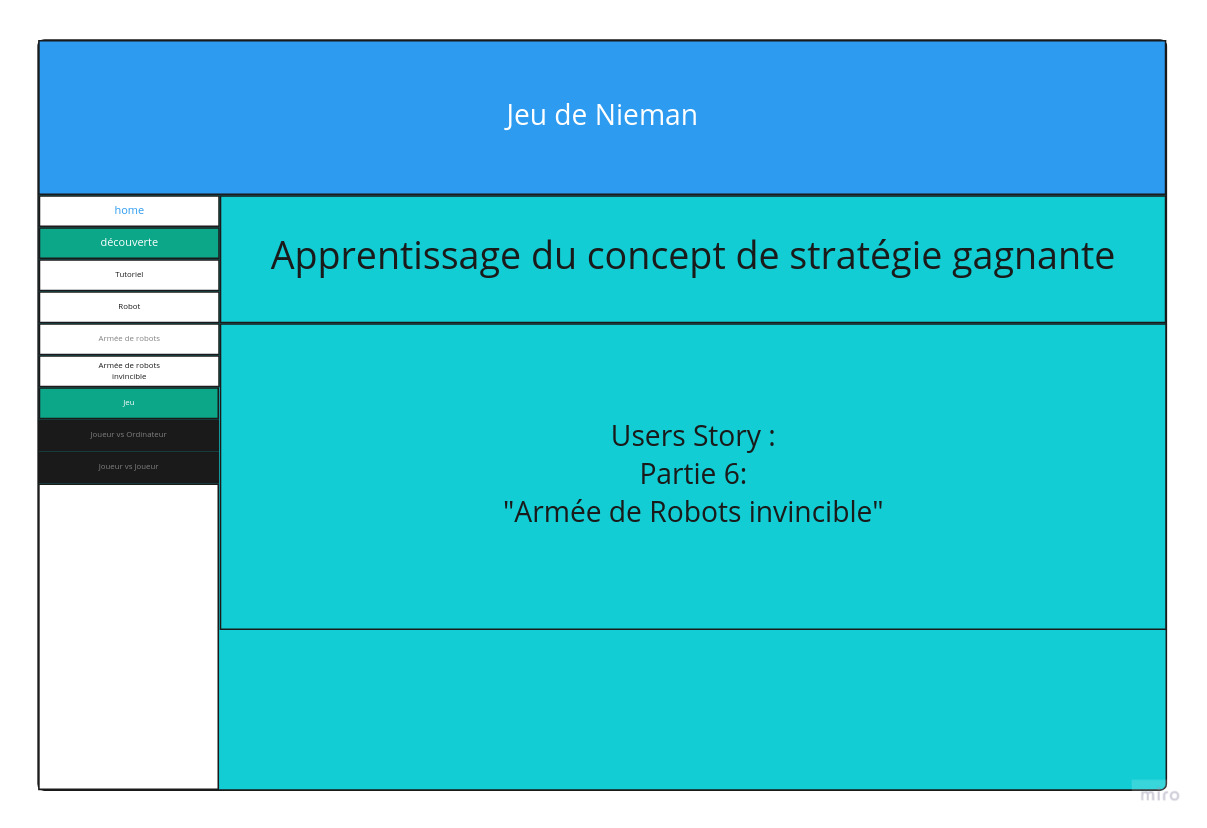 Jeu de Nieman
home
découverte
Tutoriel
Robot
Armée de robots
Armée de robots
invincible
Jeu
Joueur vs Ordinateur
Joueur vs Joueur
Apprentissage du concept de stratégie gagnante
Users Story :
Partie 6:
"Armée de Robots invincible"
miro